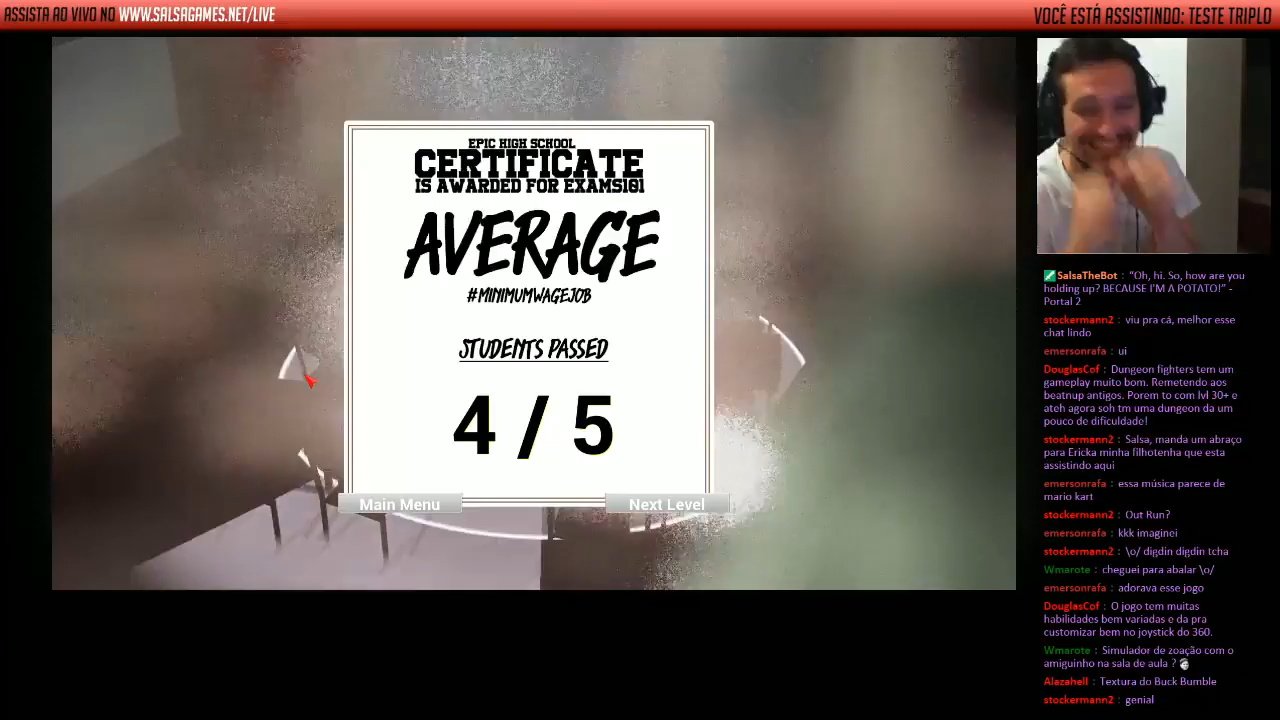 ASSISTA AO VIVO NO WWW.SALSAGAMES.NET/LIVE
VOCÊ ESTÁ ASSISTINDO: TESTE TRIPLO
EPIC HIGH SCHOOL
CERTIFICATE
IS AWARDED FOR EXAMS101
AVERAGE
#MINIMUMWAGEJOB
STUDENTS PASSED
4 / 5
Main Menu
Next Level
SalsaTheBot : "Oh, hi. So, how are you
holding up? BECAUSE I'M A POTATO!" -
Portal 2
stockermann2 : viu pra cá, melhor esse
chat lindo
emersonrafa : ui
DouglasCof : Dungeon fighters tem um
gameplay muito bom. Remetendo aos
beatnup antigos. Porem to com lvl 30+ e
ateh agora soh tm uma dungeon da um
pouco de dificuldade!
stockermann2 : Salsa, manda um abraço
para Ericka minha filhotenha que esta
assistindo aqui
emersonrafa : essa música parece de
mario kart
stockermann2 : Out Run?
emersonrafa : kkk imaginei
stockermann2 : \o/ digdin digdin tcha
Wmarote : cheguei para abalar \o/
emersonrafa : adorava esse jogo
DouglasCof : O jogo tem muitas
habilidades bem variadas e da pra
customizar bem no joystick do 360.
Wmarote : Simulador de zoação com o
amiguinho na sala de aula ?
Alazahell : Textura do Buck Bumble
stockermann2 : genial